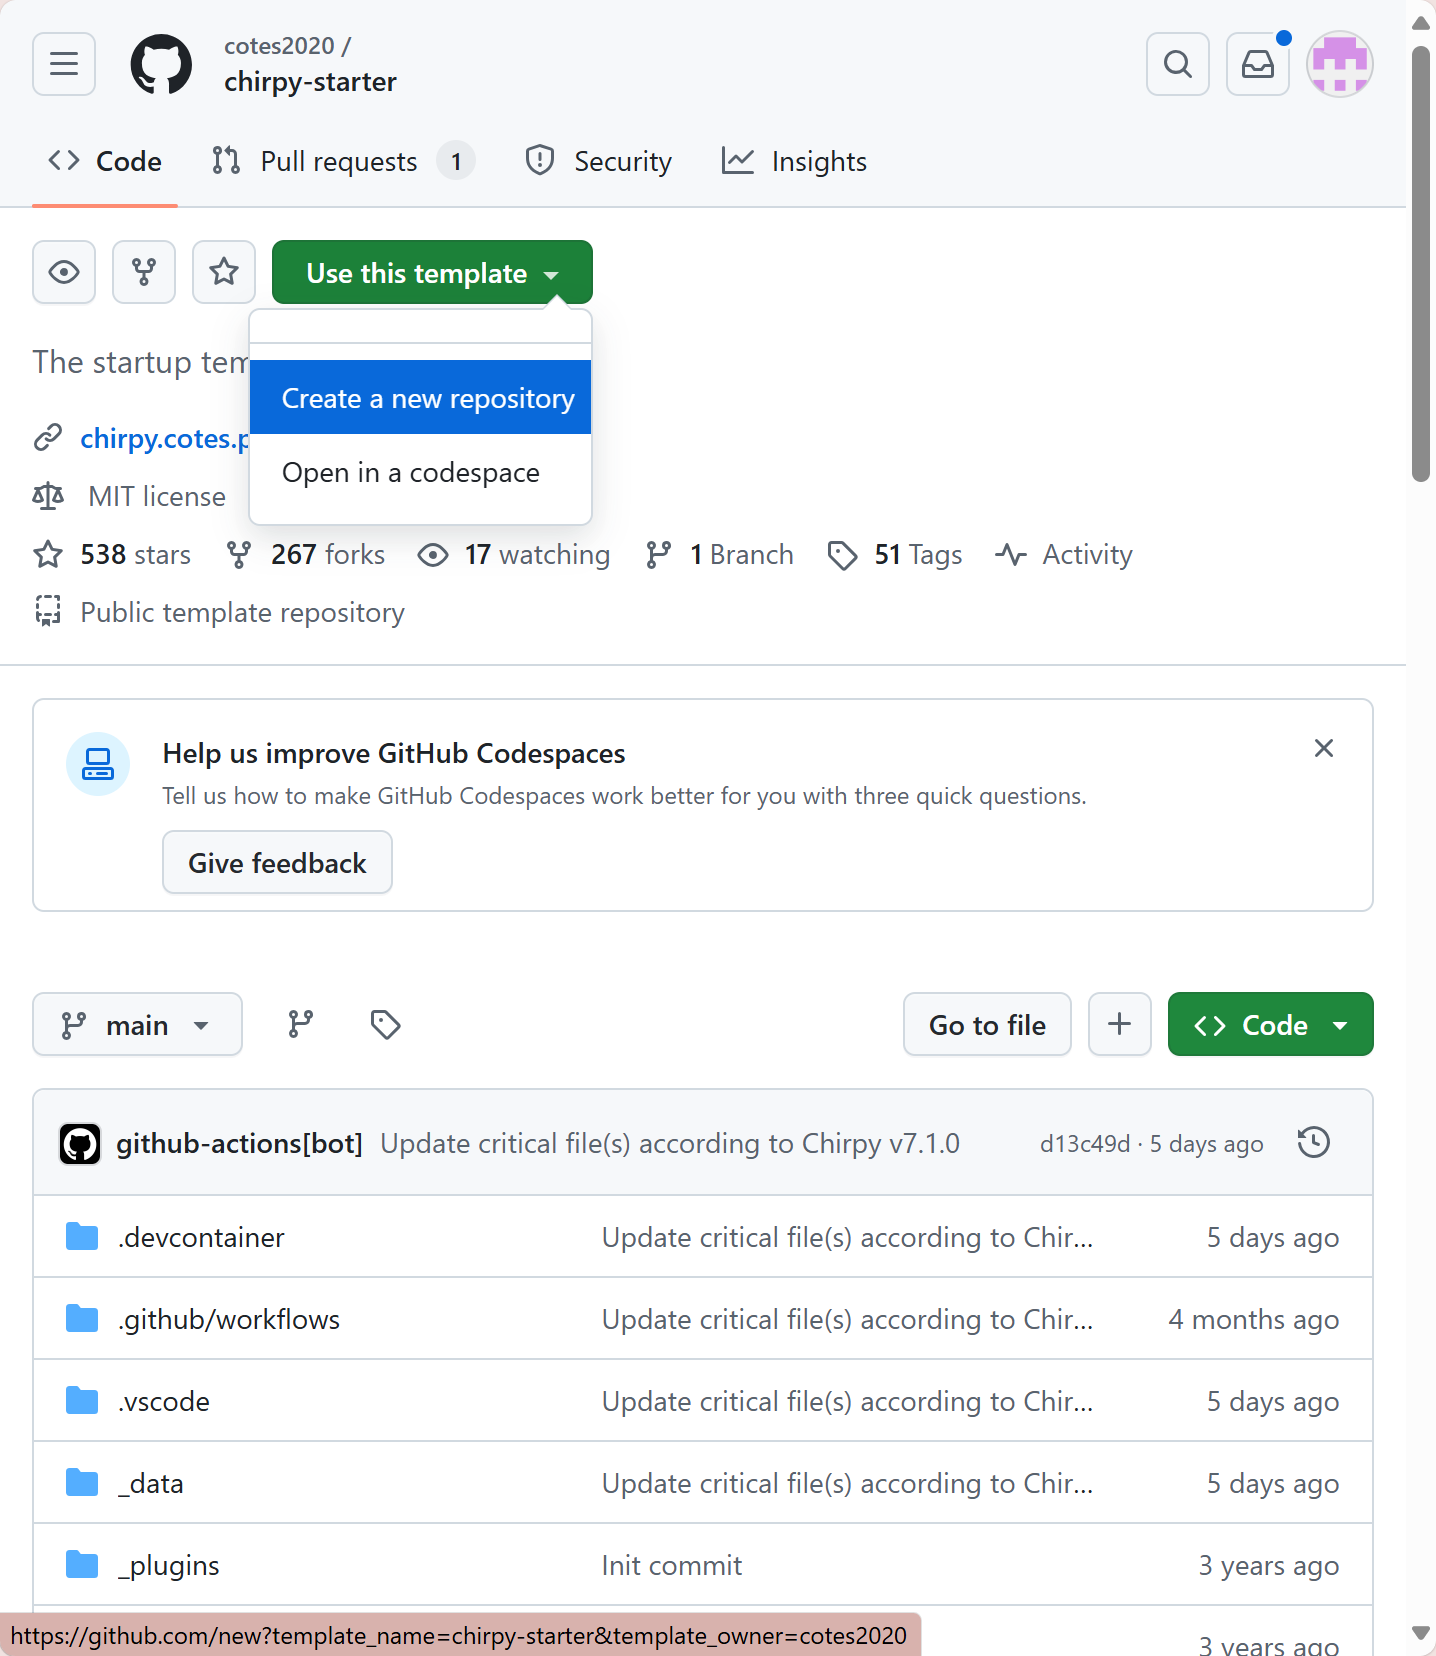 cotes2020 /
chirpy-starter
Code
Pull requests 1
Security
Insights
Use this template
Create a new repository
Open in a codespace
The startup
chirpy.cotes.
MIT license
538 stars
267 forks
17 watching
1 Branch
51 Tags
Activity
Public template repository
Help us improve GitHub Codespaces
Tell us how to make GitHub Codespaces work better for you with three quick questions.
Give feedback
main
Go to file
Code
github-actions[bot] Update critical file(s) according to Chirpy v7.1.0 d13c49d · 5 days ago
.devcontainer Update critical file(s) according to Chir... 5 days ago
.github/workflows Update critical file(s) according to Chir... 4 months ago
.vscode Update critical file(s) according to Chir... 5 days ago
_data Update critical file(s) according to Chir... 5 days ago
_plugins Init commit 3 years ago
3 years ago
https://github.com/new?template_name=chirpy-starter&template_owner=cotes2020